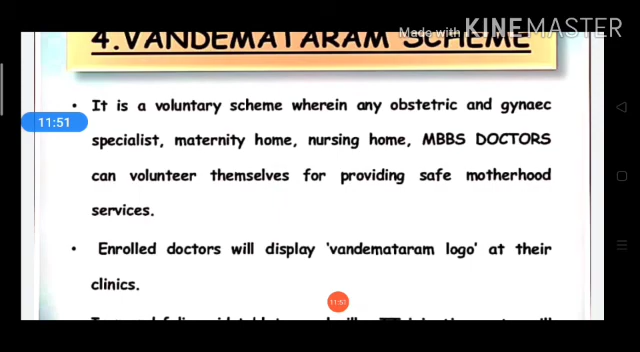 Made with KINEMASTER
4.VANDEMATARAM SCHEME
• It is a voluntary scheme wherein any obstetric and gynaec
11:51
specialist, maternity home, nursing home, MBBS DOCTORS
can volunteer themselves for providing safe motherhood
services.
• Enrolled doctors will display 'vandemataram logo' at their
clinics.
11:51